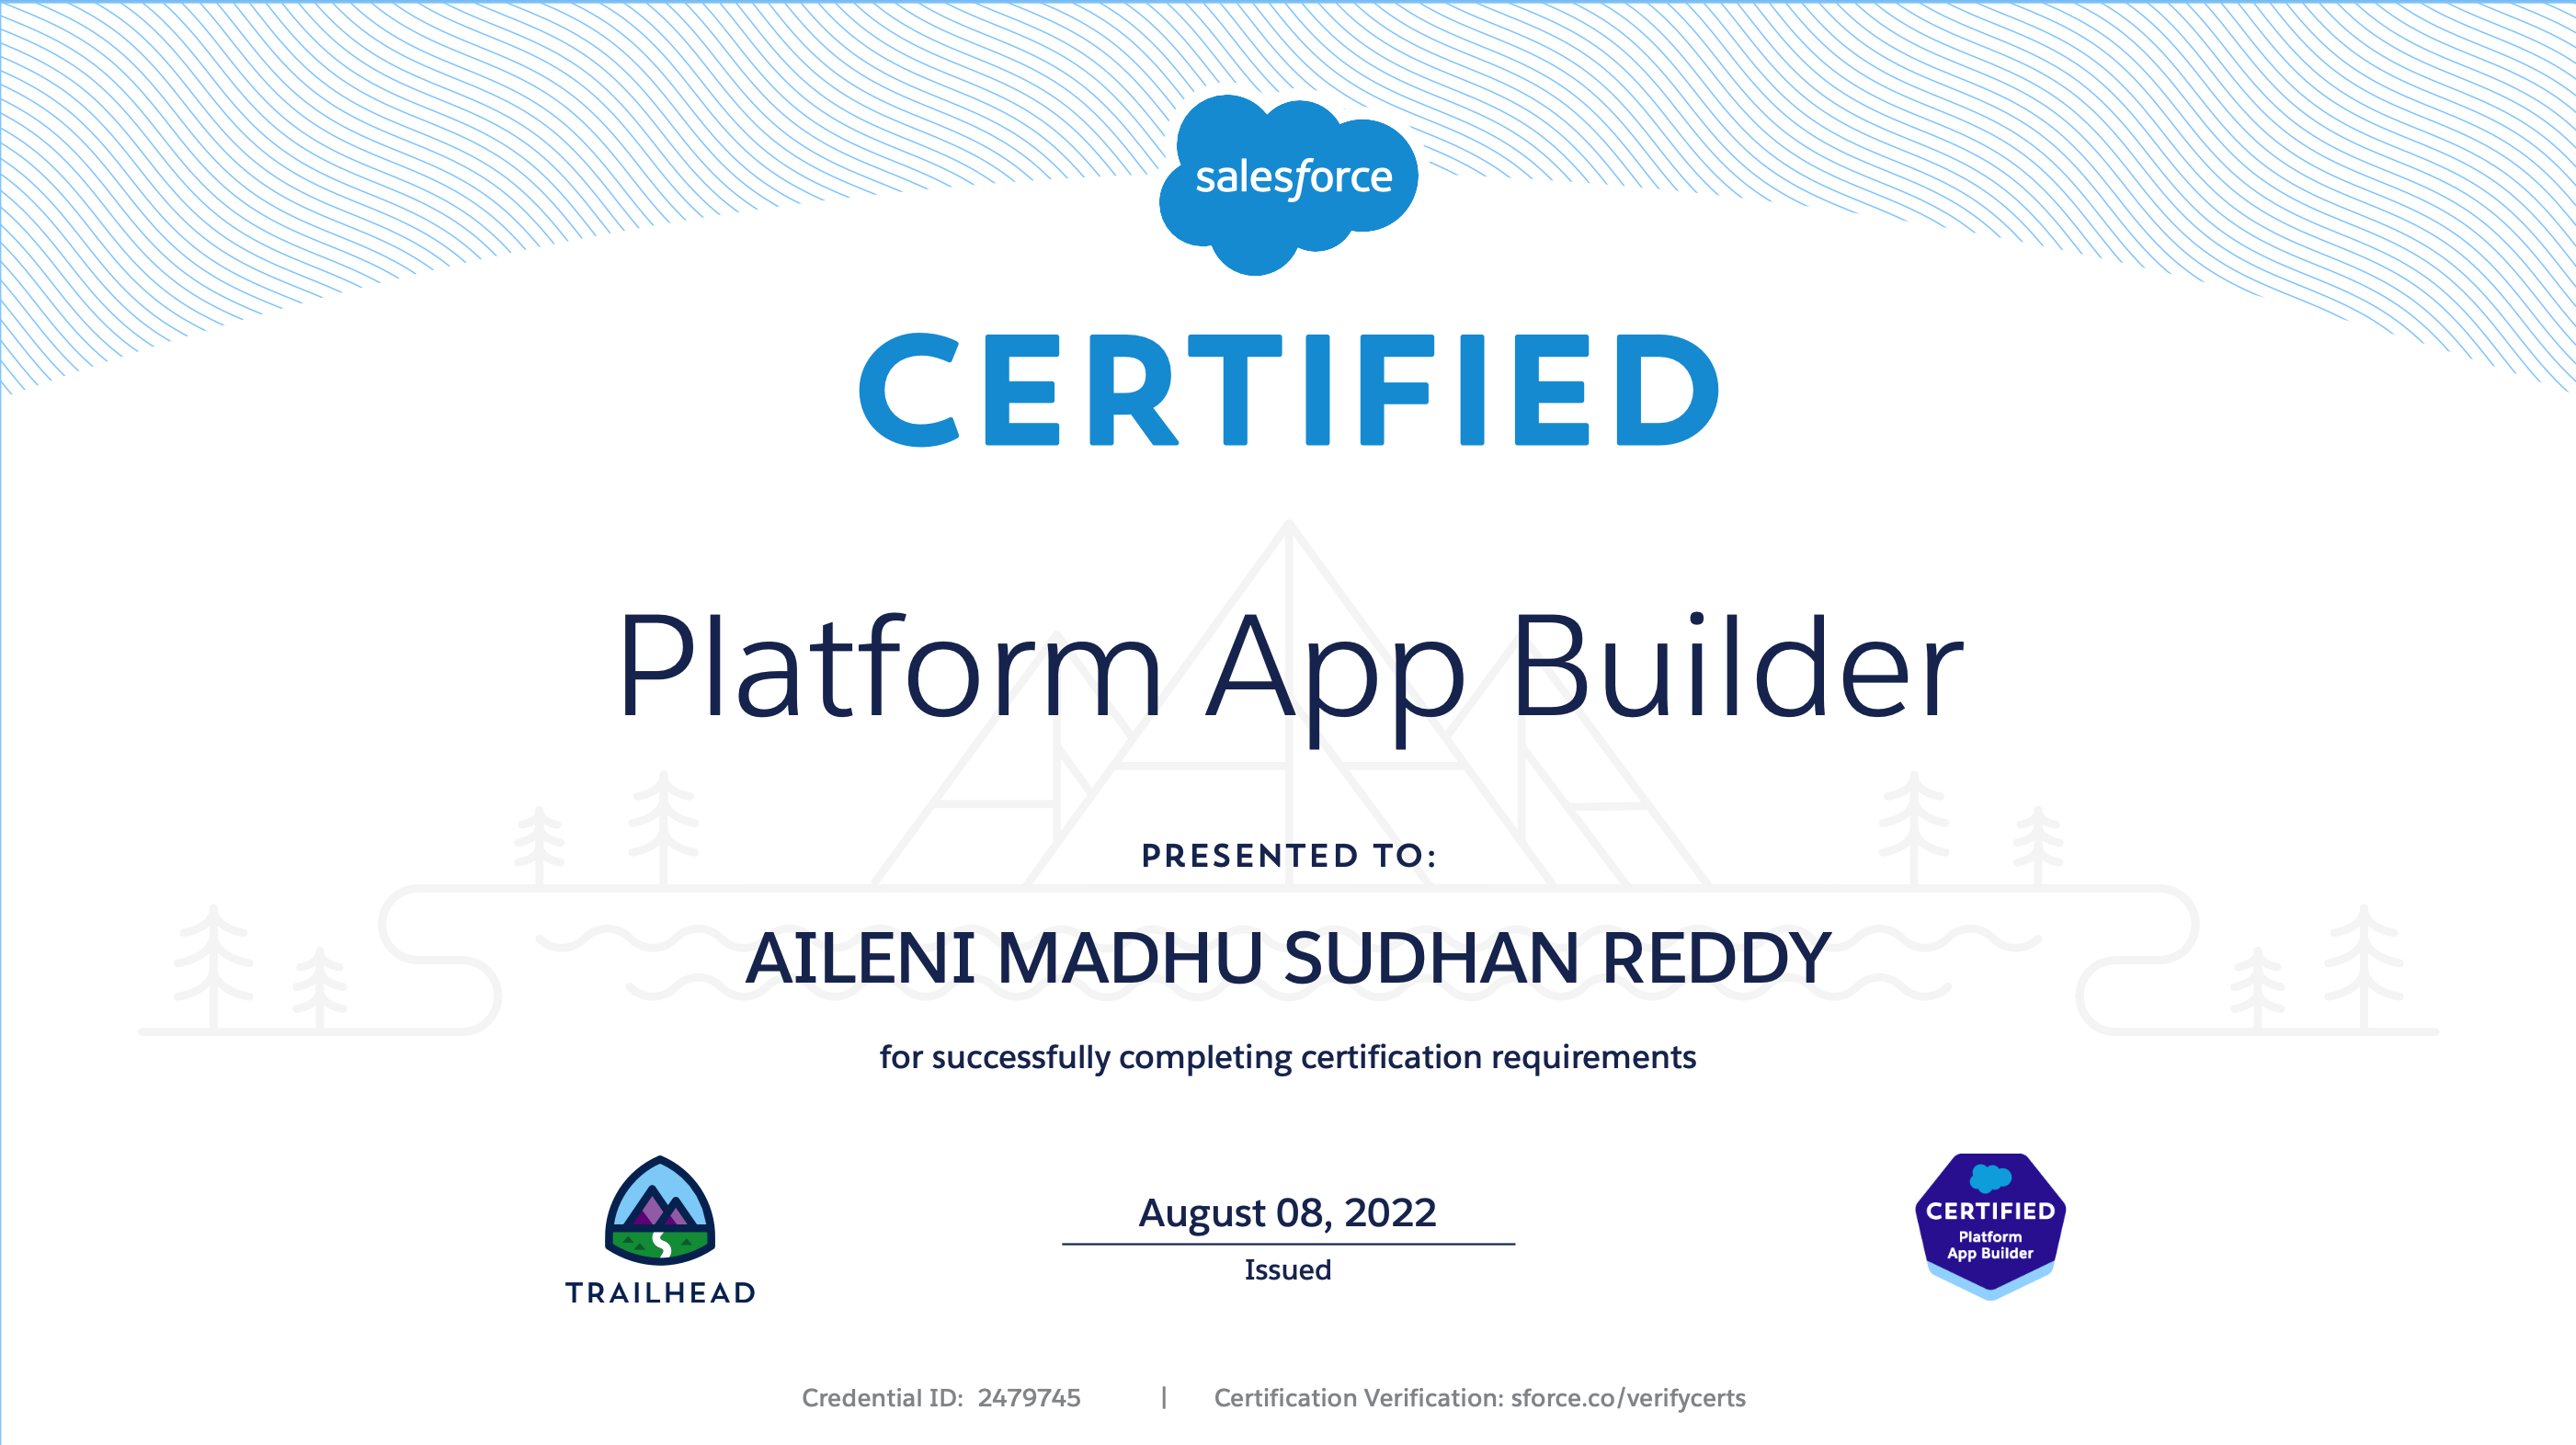 salesforce
CERTIFIED
Platform App Builder
PRESENTED TO:
AILENI MADHU SUDHAN REDDY
for successfully completing certification requirements
TRAILHEAD
August 08, 2022
Issued
CERTIFIED
Platform
App Builder
Credential ID: 2479745 | Certification Verification: sforce.co/verifycerts